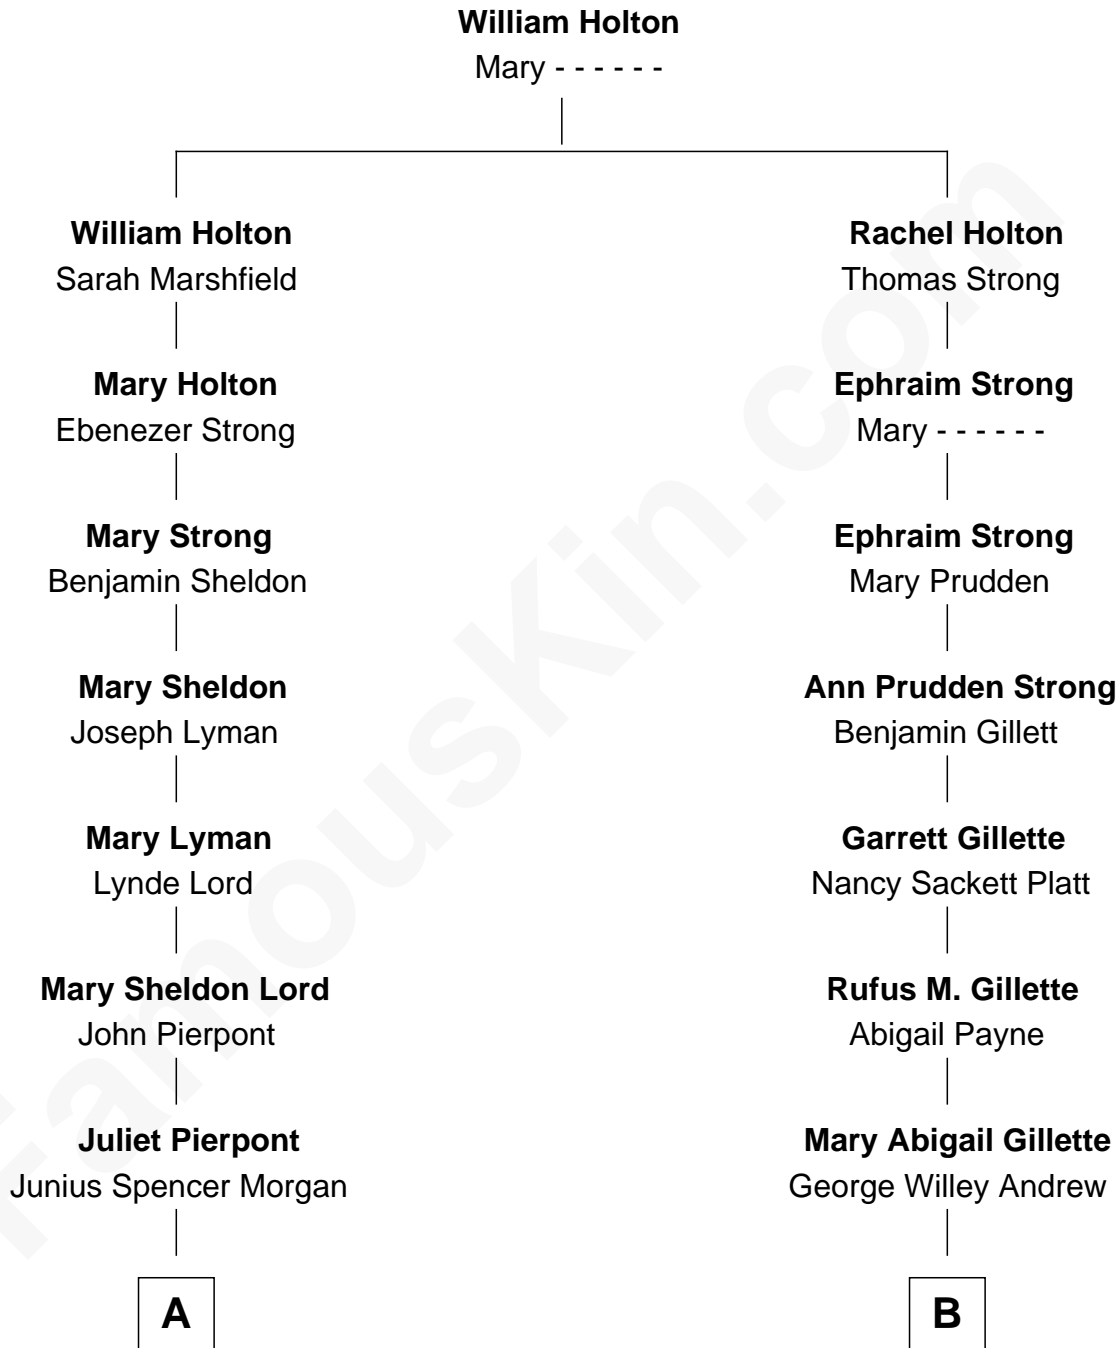 William Holton
Mary - - - - - -
William Holton
Sarah Marshfield
Rachel Holton
Thomas Strong
Mary Holton
Ebenezer Strong
Ephraim Strong
Mary - - - - - -
Mary Strong
Benjamin Sheldon
Ephraim Strong
Mary Prudden
Mary Sheldon
Joseph Lyman
Ann Prudden Strong
Benjamin Gillett
Mary Lyman
Lynde Lord
Garrett Gillette
Nancy Sackett Platt
Mary Sheldon Lord
John Pierpont
Rufus M. Gillette
Abigail Payne
Juliet Pierpont
Junius Spencer Morgan
Mary Abigail Gillette
George Willey Andrew
A
B
FamousKin.com